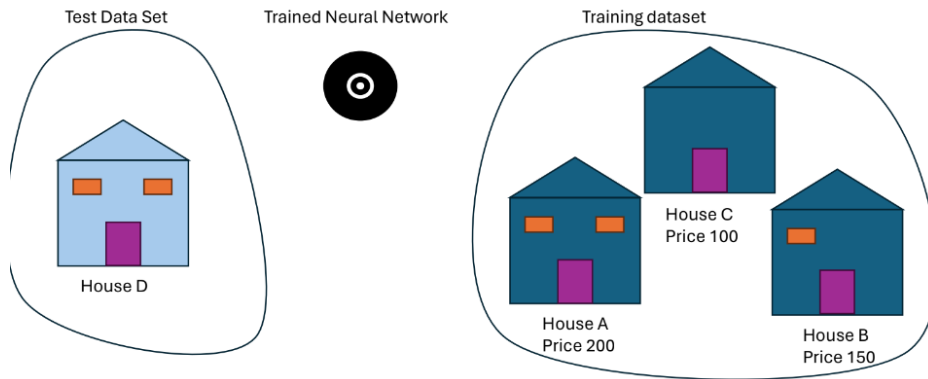 Test Data Set
Trained Neural Network
Training dataset
House D
House C
Price 100
House A
Price 200
House B
Price 150